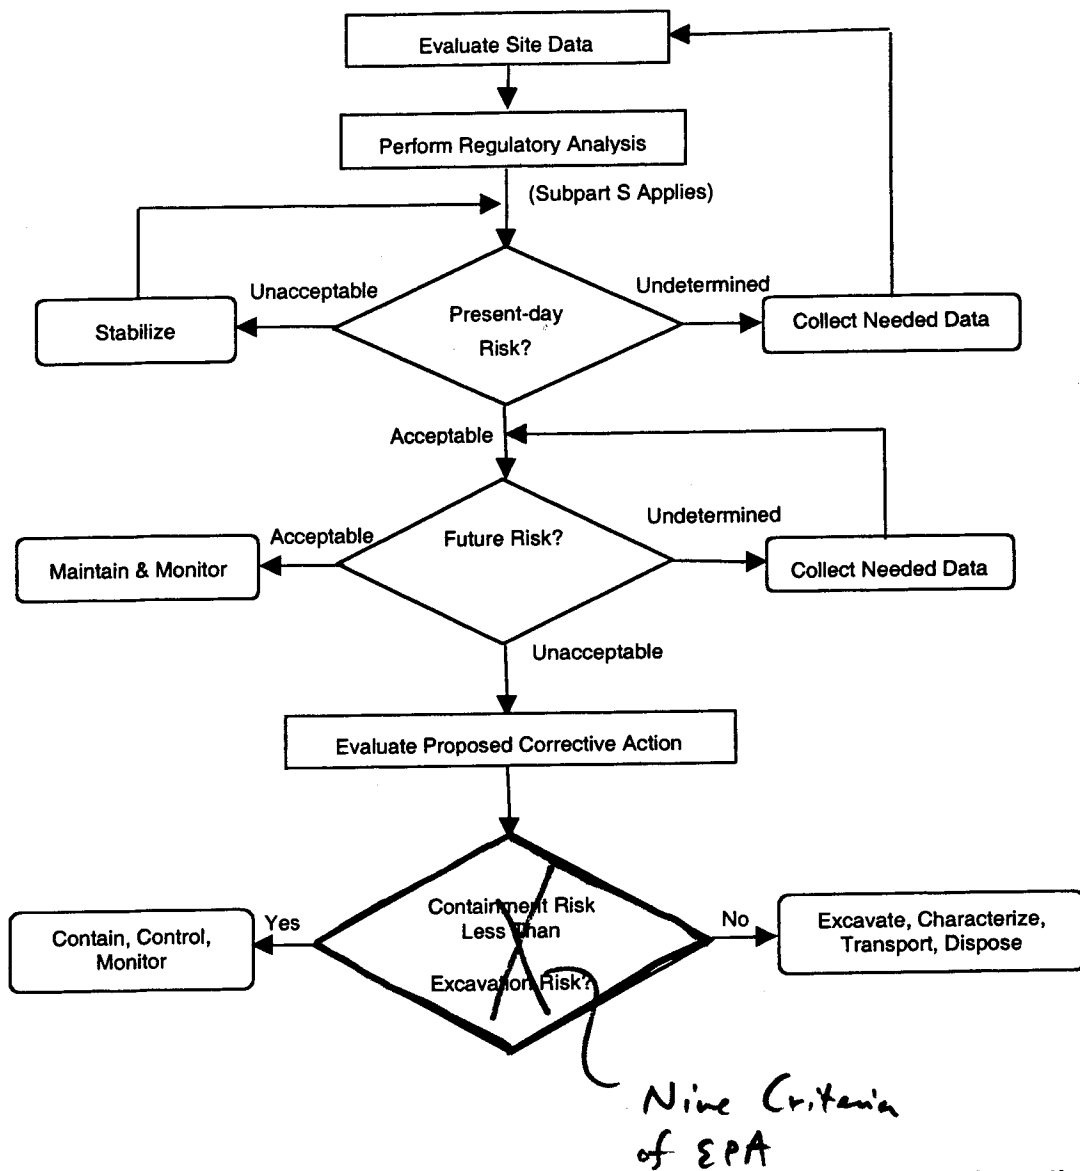 Evaluate Site Data
Perform Regulatory Analysis
(Subpart S Applies)
Unacceptable
Undetermined
Stabilize
Present-day
Risk?
Collect Needed Data
Acceptable
Acceptable
Future Risk?
Undetermined
Maintain & Monitor
Collect Needed Data
Unacceptable
Evaluate Proposed Corrective Action
Containment Risk
Less Than
Excavation Risk?
Yes
No
Contain, Control,
Monitor
Excavate, Characterize,
Transport, Dispose
Nine Criteria
of EPA